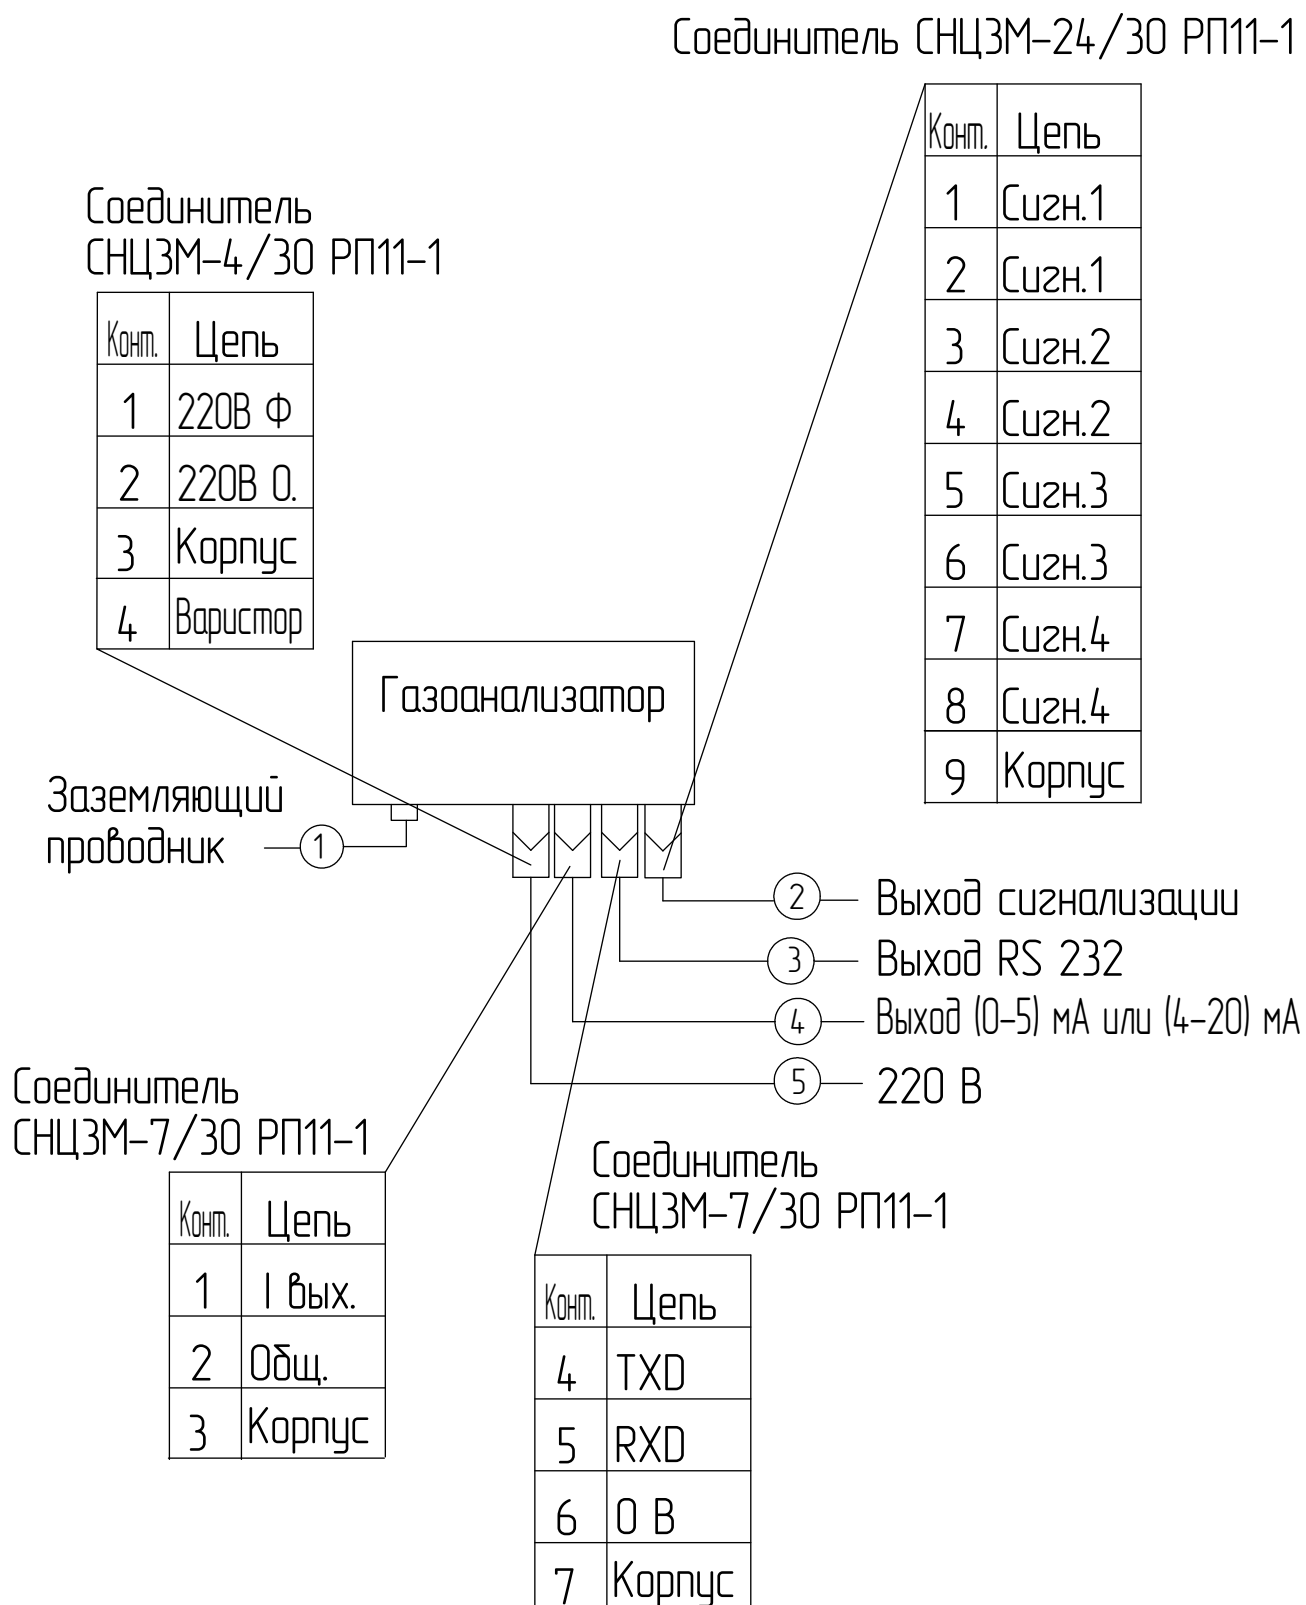 Соединитель СНЦ3М-24/30 РП11-1
Конт. Цепь
1 Сигн.1
2 Сигн.1
3 Сигн.2
4 Сигн.2
5 Сигн.3
6 Сигн.3
7 Сигн.4
8 Сигн.4
9 Корпус
Соединитель
СНЦ3М-4/30 РП11-1
Конт. Цепь
1 220В Ф
2 220В О.
3 Корпус
4 Варистор
Газоанализатор
Заземляющий
проводник 1
2 Выход сигнализации
3 Выход RS 232
4 Выход (0-5) мА или (4-20) мА
5 220 В
Соединитель
СНЦ3М-7/30 РП11-1
Конт. Цепь
1 I вых.
2 Общ.
3 Корпус
Соединитель
СНЦ3М-7/30 РП11-1
Конт. Цепь
4 TXD
5 RXD
6 0 В
7 Корпус